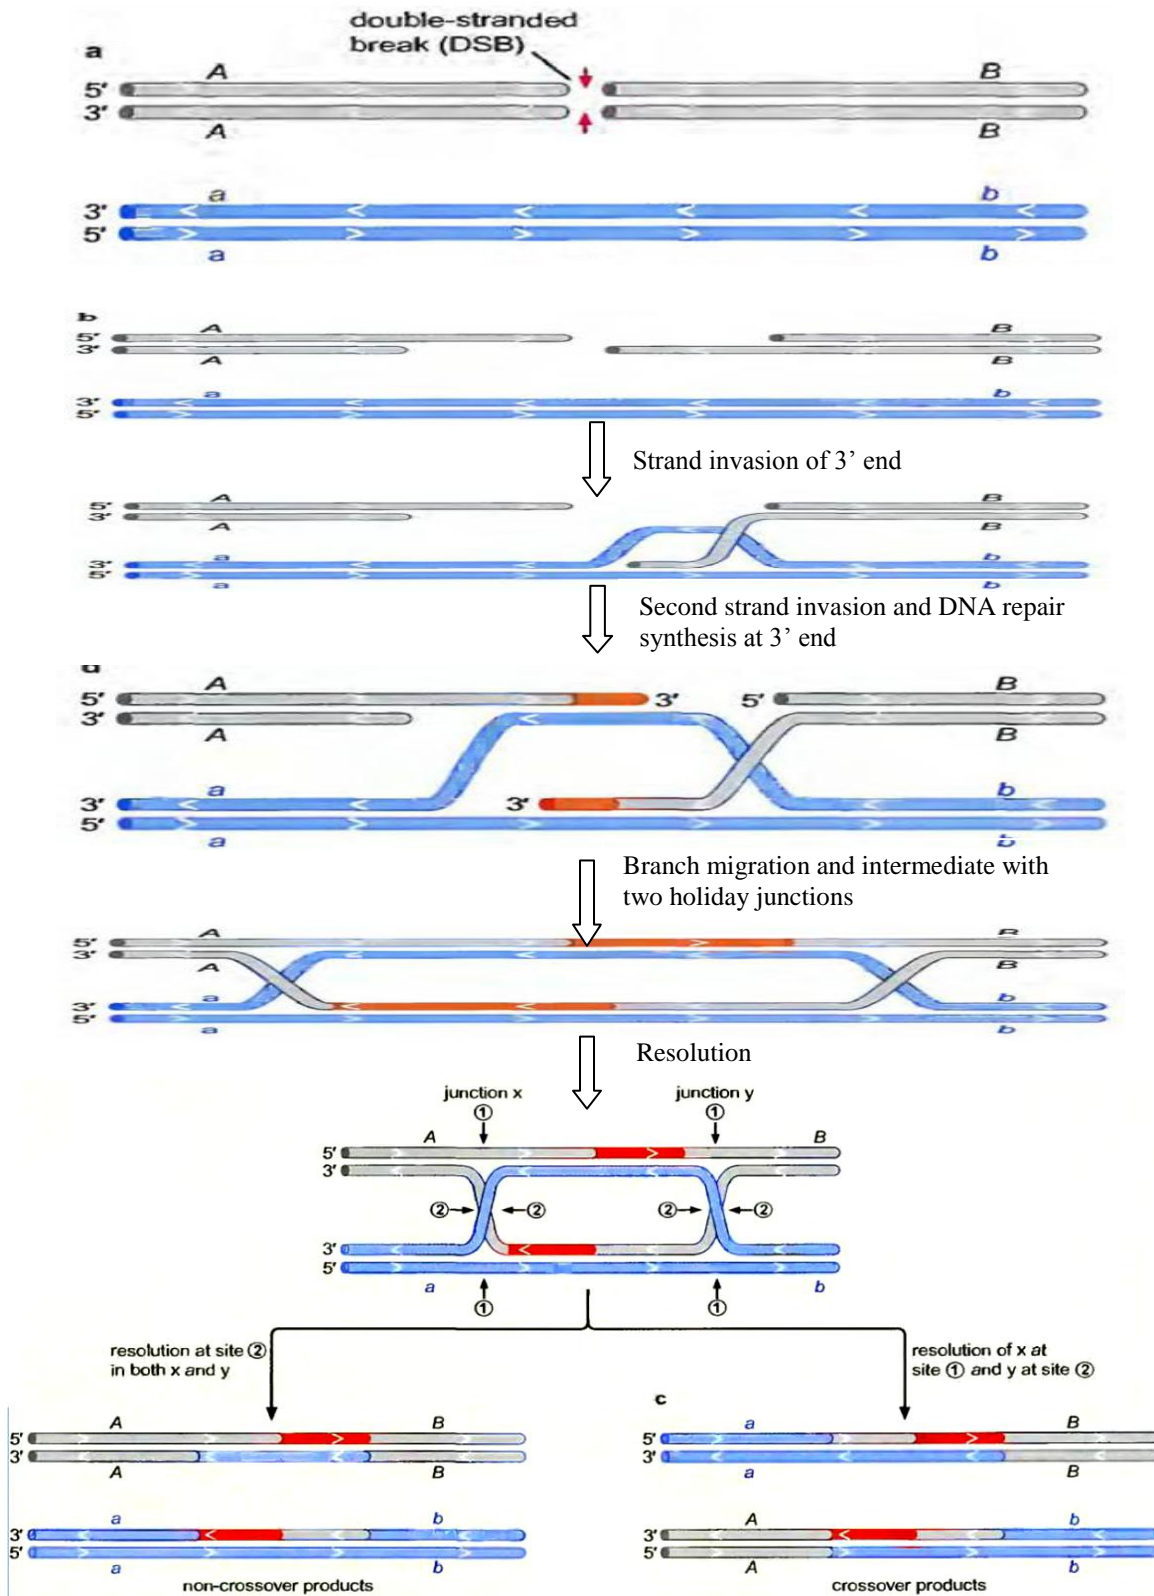 double-stranded
break (DSB)
a
A
B
5′
3′
A
B
a
b
3′
5′
a
b
b
A
B
5′
3′
A
B
a
b
3′
5′
Strand invasion of 3’ end
A
B
5′
3′
A
B
a
b
3′
5′
a
b
Second strand invasion and DNA repair
synthesis at 3’ end
d
A
B
5′
3′
5′
3′
A
B
a
b
3′
3′
5′
a
b
Branch migration and intermediate with
two holiday junctions
A
B
5′
3′
A
B
a
b
3′
5′
a
b
Resolution
junction x
junction y
① ①
A
B
5′
3′
② ② ② ②
3′
5′
a
b
① ①
resolution at site ②
in both x and y
resolution of x at
site ① and y at site ②
c
A
B
5′
3′
A
B
a
b
3′
5′
a
b
non-crossover products
a
B
5′
3′
a
B
A
b
3′
5′
A
b
crossover products